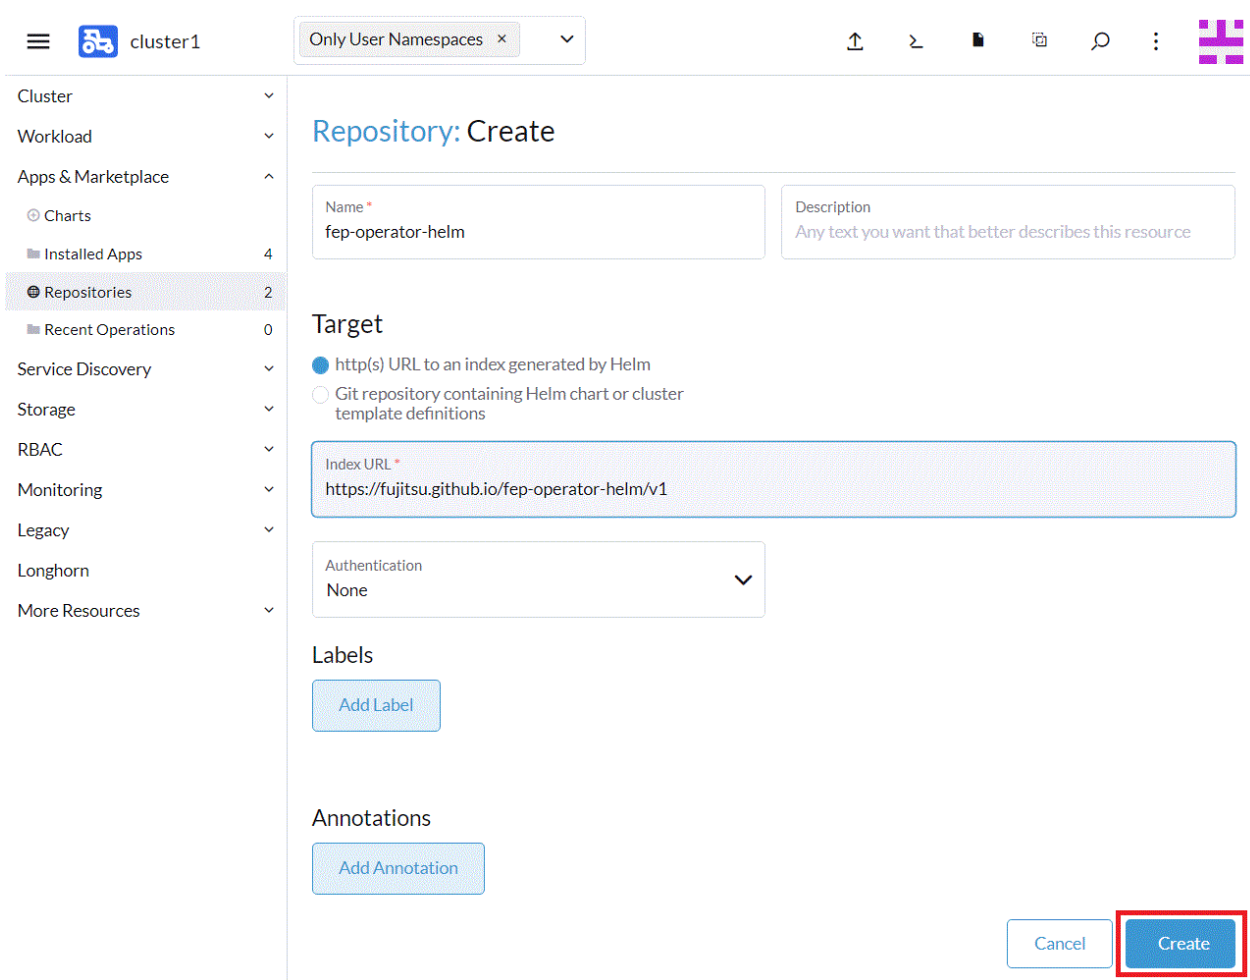 cluster1
Only User Namespaces ×
Cluster
Workload
Apps & Marketplace
Charts
Installed Apps 4
Repositories 2
Recent Operations 0
Service Discovery
Storage
RBAC
Monitoring
Legacy
Longhorn
More Resources
Repository: Create
Name *
fep-operator-helm
Description
Any text you want that better describes this resource
Target
http(s) URL to an index generated by Helm
Git repository containing Helm chart or cluster
template definitions
Index URL *
https://fujitsu.github.io/fep-operator-helm/v1
Authentication
None
Labels
Add Label
Annotations
Add Annotation
Cancel
Create